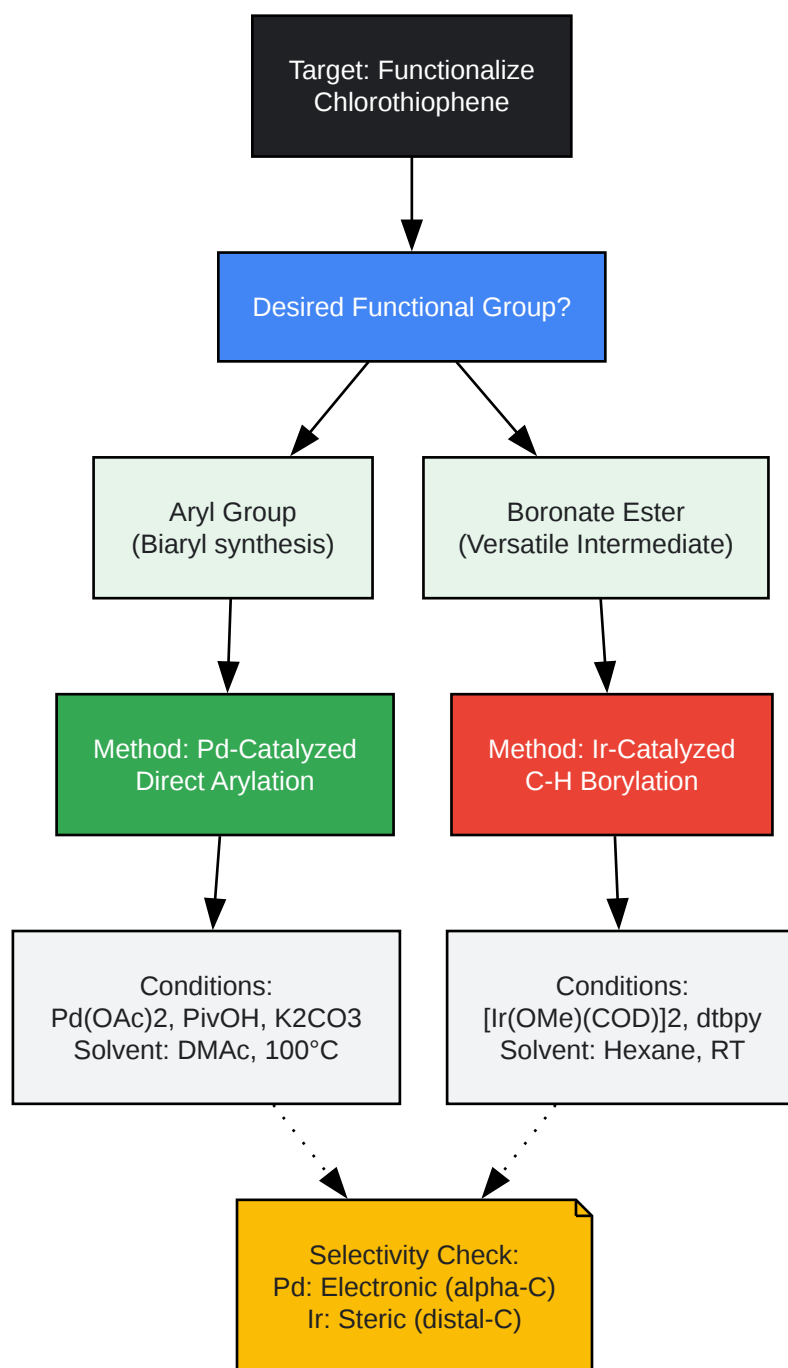 Target: Functionalize
Chlorothiophene
Desired Functional Group?
Aryl Group
(Biaryl synthesis)
Boronate Ester
(Versatile Intermediate)
Method: Pd-Catalyzed
Direct Arylation
Method: Ir-Catalyzed
C-H Borylation
Conditions:
Pd(OAc)2, PivOH, K2CO3
Solvent: DMAc, 100°C
Conditions:
[Ir(OMe)(COD)]2, dtbpy
Solvent: Hexane, RT
Selectivity Check:
Pd: Electronic (alpha-C)
Ir: Steric (distal-C)